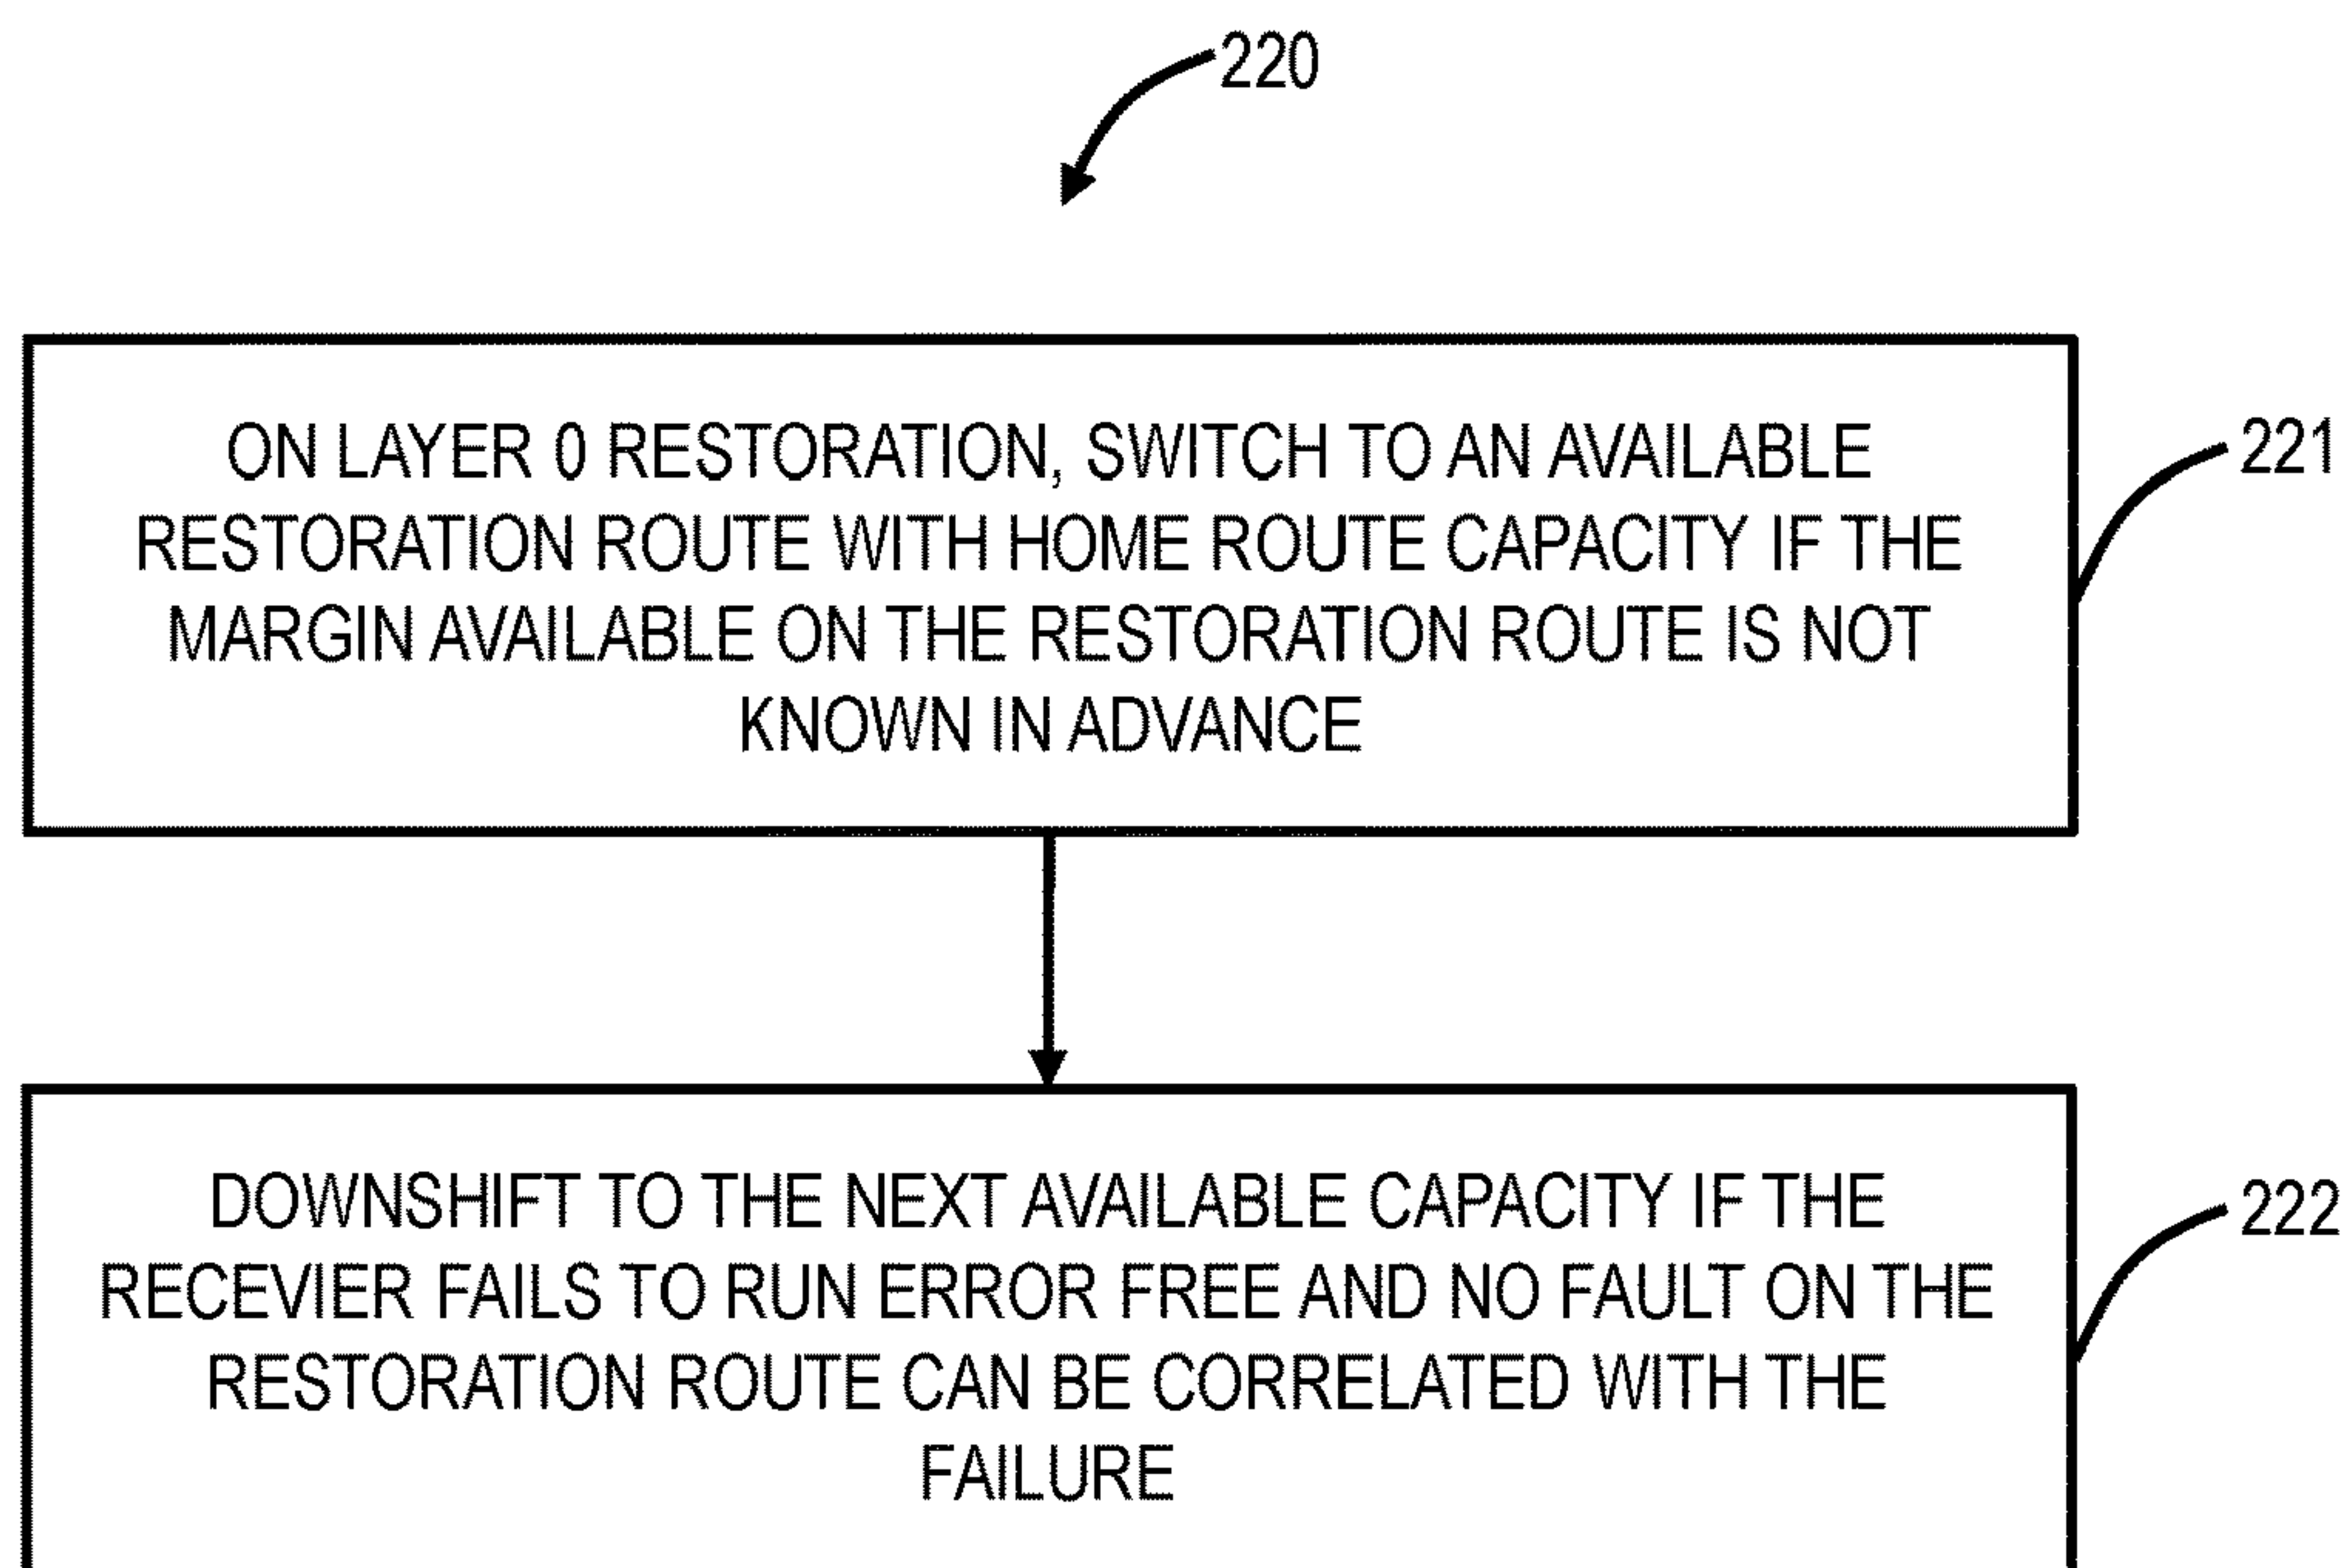 220
ON LAYER 0 RESTORATION, SWITCH TO AN AVAILABLE
RESTORATION ROUTE WITH HOME ROUTE CAPACITY IF THE
MARGIN AVAILABLE ON THE RESTORATION ROUTE IS NOT
KNOWN IN ADVANCE
221
DOWNSHIFT TO THE NEXT AVAILABLE CAPACITY IF THE
RECEVIER FAILS TO RUN ERROR FREE AND NO FAULT ON THE
RESTORATION ROUTE CAN BE CORRELATED WITH THE
FAILURE
222